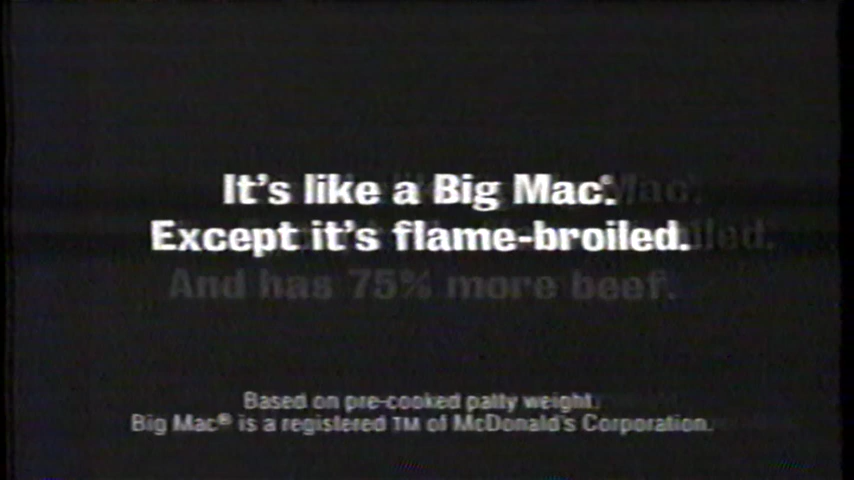 It's like a Big Mac®.
Except it's flame-broiled.
And has 75% more beef.
Based on pre-cooked patty weight.
Big Mac® is a registered TM of McDonald's Corporation.